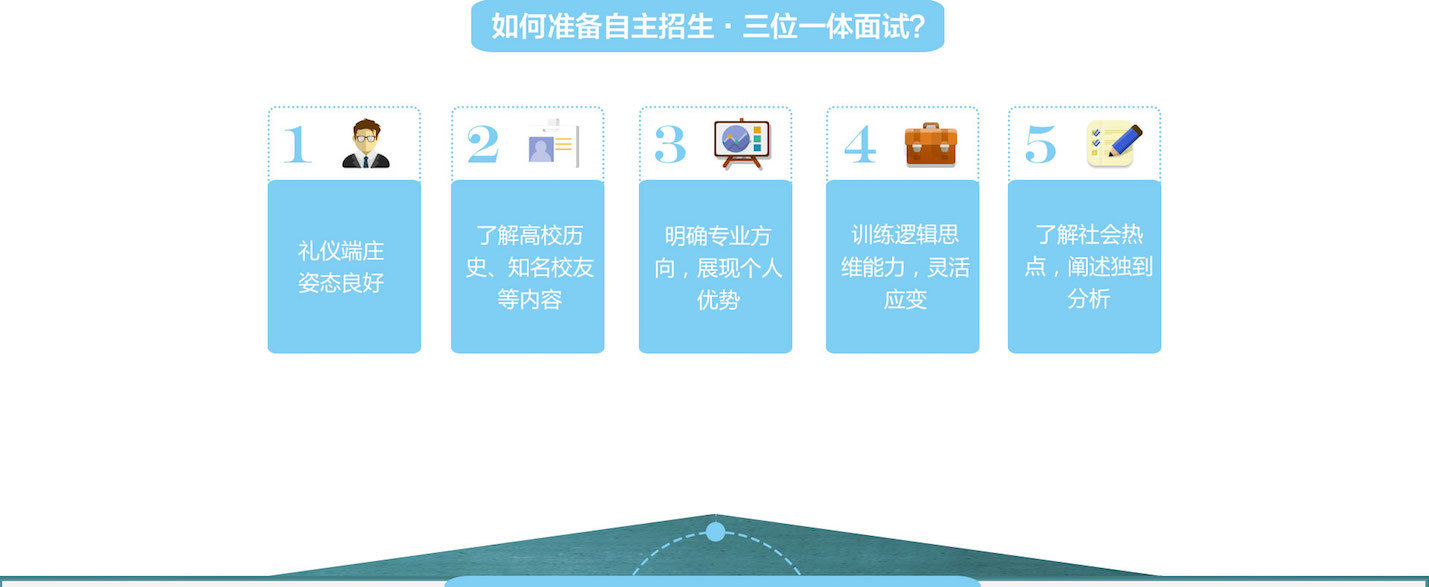 如何准备自主招生·三位一体面试?
1
礼仪端庄
姿态良好
2
了解高校历
史、知名校友
等内容
3
明确专业方
向，展现个人
优势
4
训练逻辑思
维能力，灵活
应变
5
了解社会热
点，阐述独到
分析